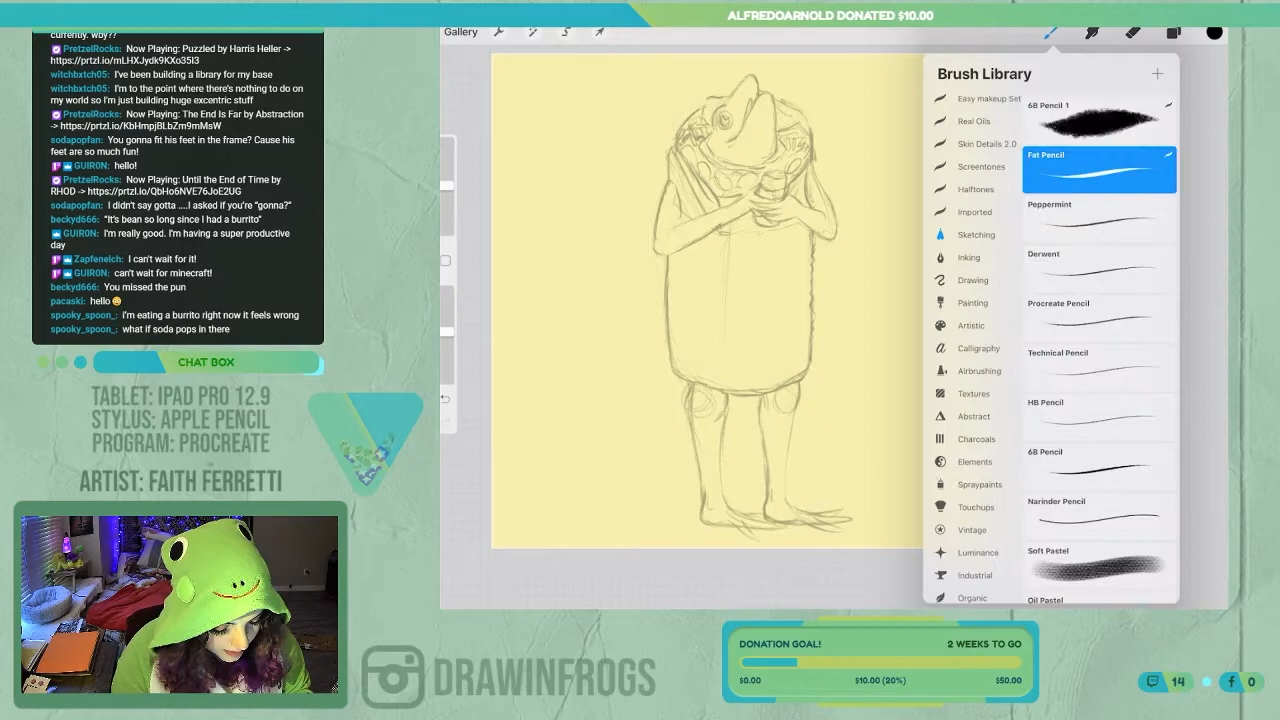 ALFREDOARNOLD DONATED $10.00
currently. wby??
PretzelRocks: Now Playing: Puzzled by Harris Heller ->
https://prtzl.io/mLHXJydk9KXo35I3
witchbxtch05: I've been building a library for my base
witchbxtch05: I'm to the point where there's nothing to do on
my world so I'm just building huge excentric stuff
PretzelRocks: Now Playing: The End Is Far by Abstraction
-> https://prtzl.io/KbHmpjBLbZm9mMsW
sodapopfan: You gonna fit his feet in the frame? Cause his
feet are so much fun!
GUIR0N: hello!
PretzelRocks: Now Playing: Until the End of Time by
RHOD -> https://prtzl.io/QbHo6NVE76JoE2UG
sodapopfan: I didn't say gotta ....I asked if you're "gonna?"
beckyd666: "It's bean so long since I had a burrito"
GUIR0N: I'm really good. I'm having a super productive
day
Zapfenelch: I can't wait for it!
GUIR0N: can't wait for minecraft!
beckyd666: You missed the pun
pacaski: hello
spooky_spoon_: i'm eating a burrito right now it feels wrong
spooky_spoon_: what if soda pops in there
CHAT BOX
TABLET: IPAD PRO 12.9
STYLUS: APPLE PENCIL
PROGRAM: PROCREATE
ARTIST: FAITH FERRETTI
Gallery
Brush Library
Easy makeup Set
Real Oils
Skin Details 2.0
Screentones
Halftones
Imported
Sketching
Inking
Drawing
Painting
Artistic
Calligraphy
Airbrushing
Textures
Abstract
Charcoals
Elements
Spraypaints
Touchups
Vintage
Luminance
Industrial
Organic
6B Pencil 1
Fat Pencil
Peppermint
Derwent
Procreate Pencil
Technical Pencil
HB Pencil
6B Pencil
Narinder Pencil
Soft Pastel
Oil Pastel
DRAWINFROGS
DONATION GOAL!
2 WEEKS TO GO
$0.00
$10.00 (20%)
$50.00
14
0